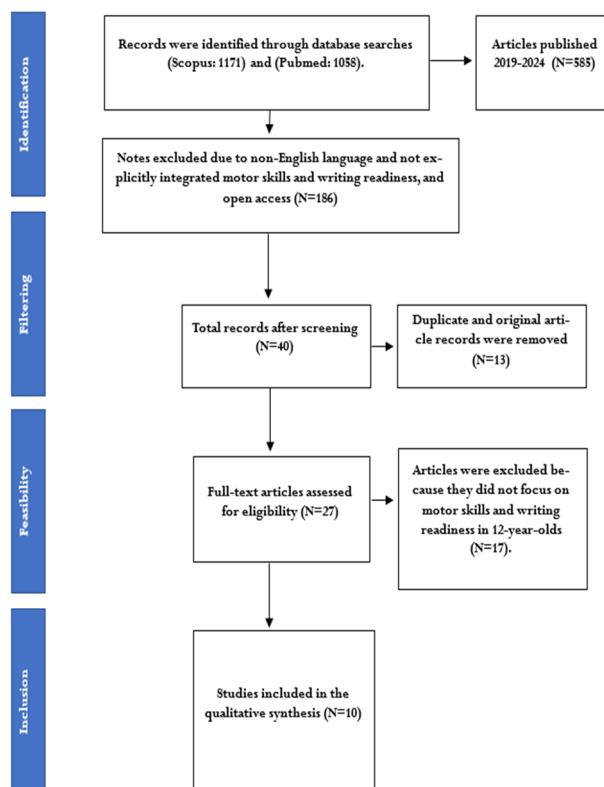 Identification
Records were identified through database searches
(Scopus: 1171) and (Pubmed: 1058).
Articles published
2019-2024 (N=585)
Notes excluded due to non-English language and not ex-
plicitly integrated motor skills and writing readiness, and
open access (N=186)
Filtering
Total records after screening
(N=40)
Duplicate and original arti-
cle records were removed
(N=13)
Feasibility
Full-text articles assessed
for eligibility (N=27)
Articles were excluded be-
cause they did not focus on
motor skills and writing
readiness in 12-year-olds
(N=17).
Inclusion
Studies included in the
qualitative synthesis (N=10)